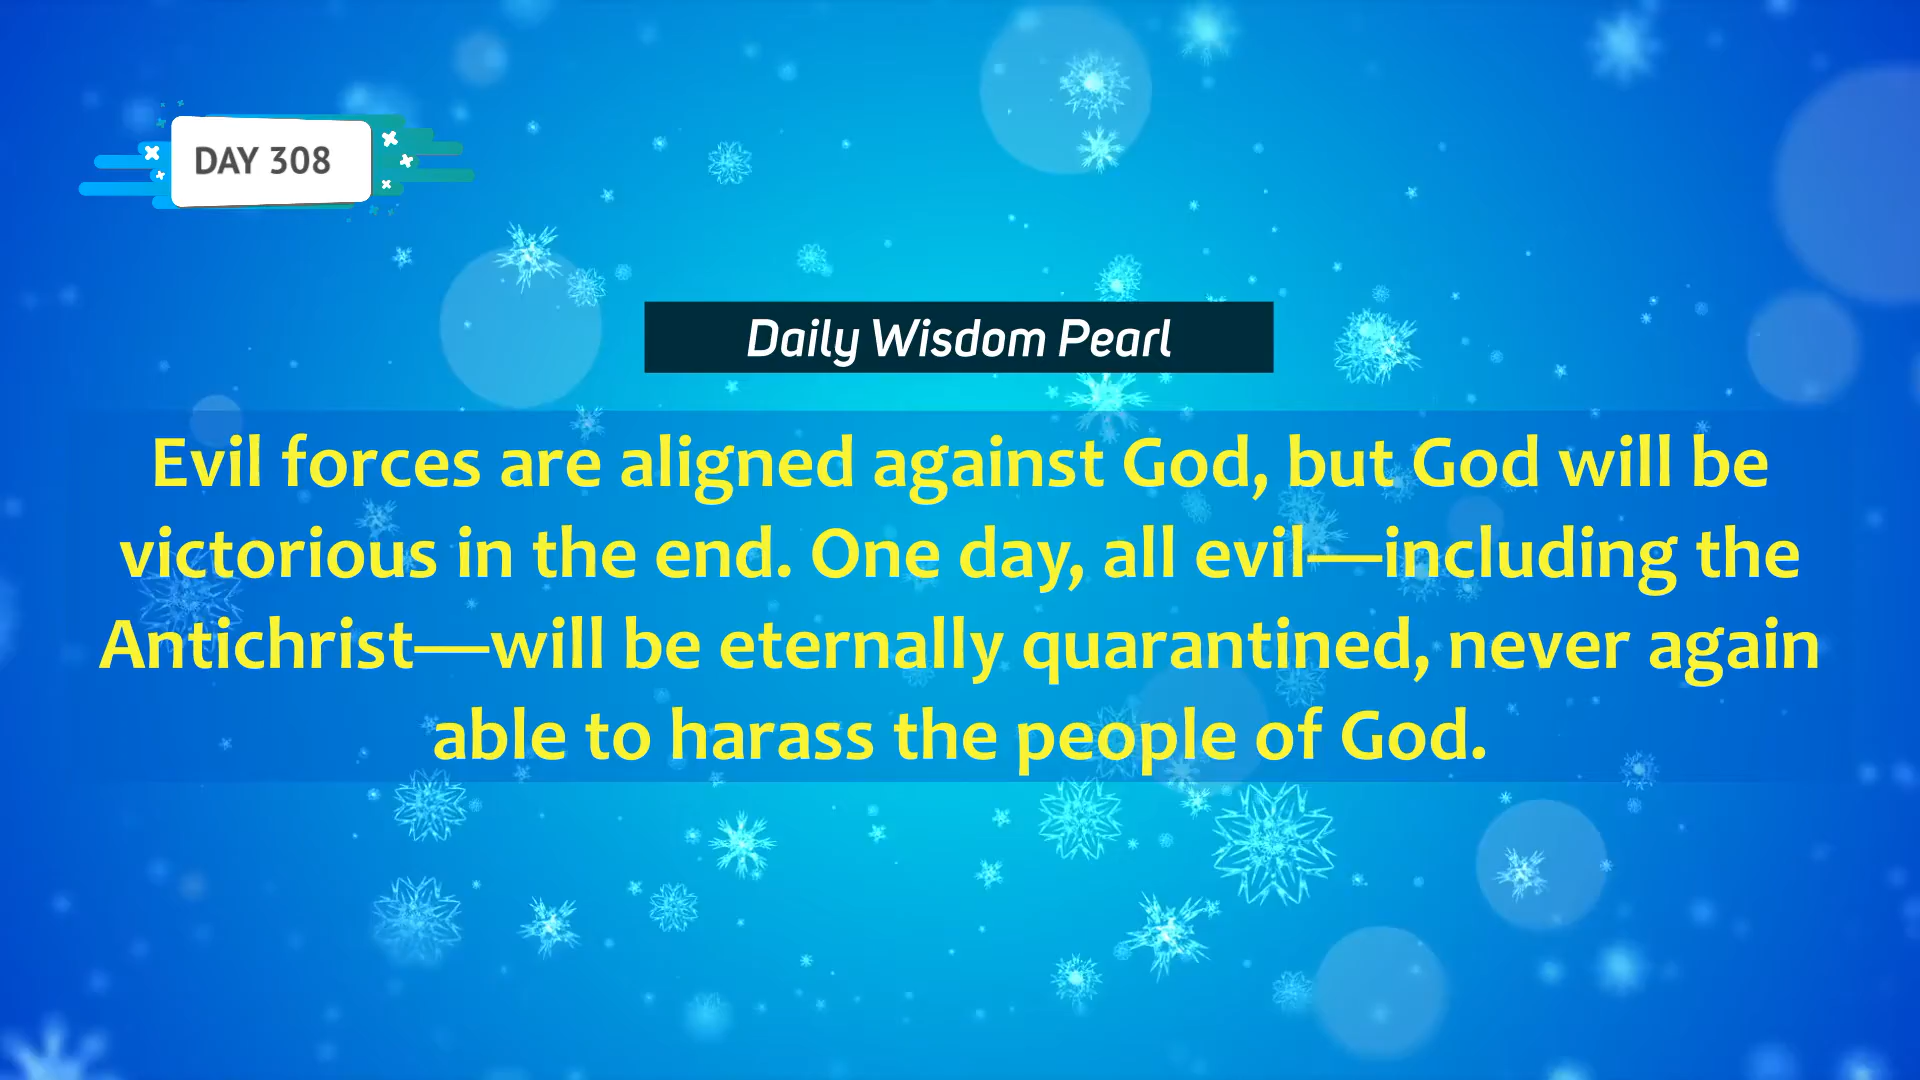 DAY 308
Daily Wisdom Pearl
Evil forces are aligned against God, but God will be
victorious in the end. One day, all evil—including the
Antichrist—will be eternally quarantined, never again
able to harass the people of God.